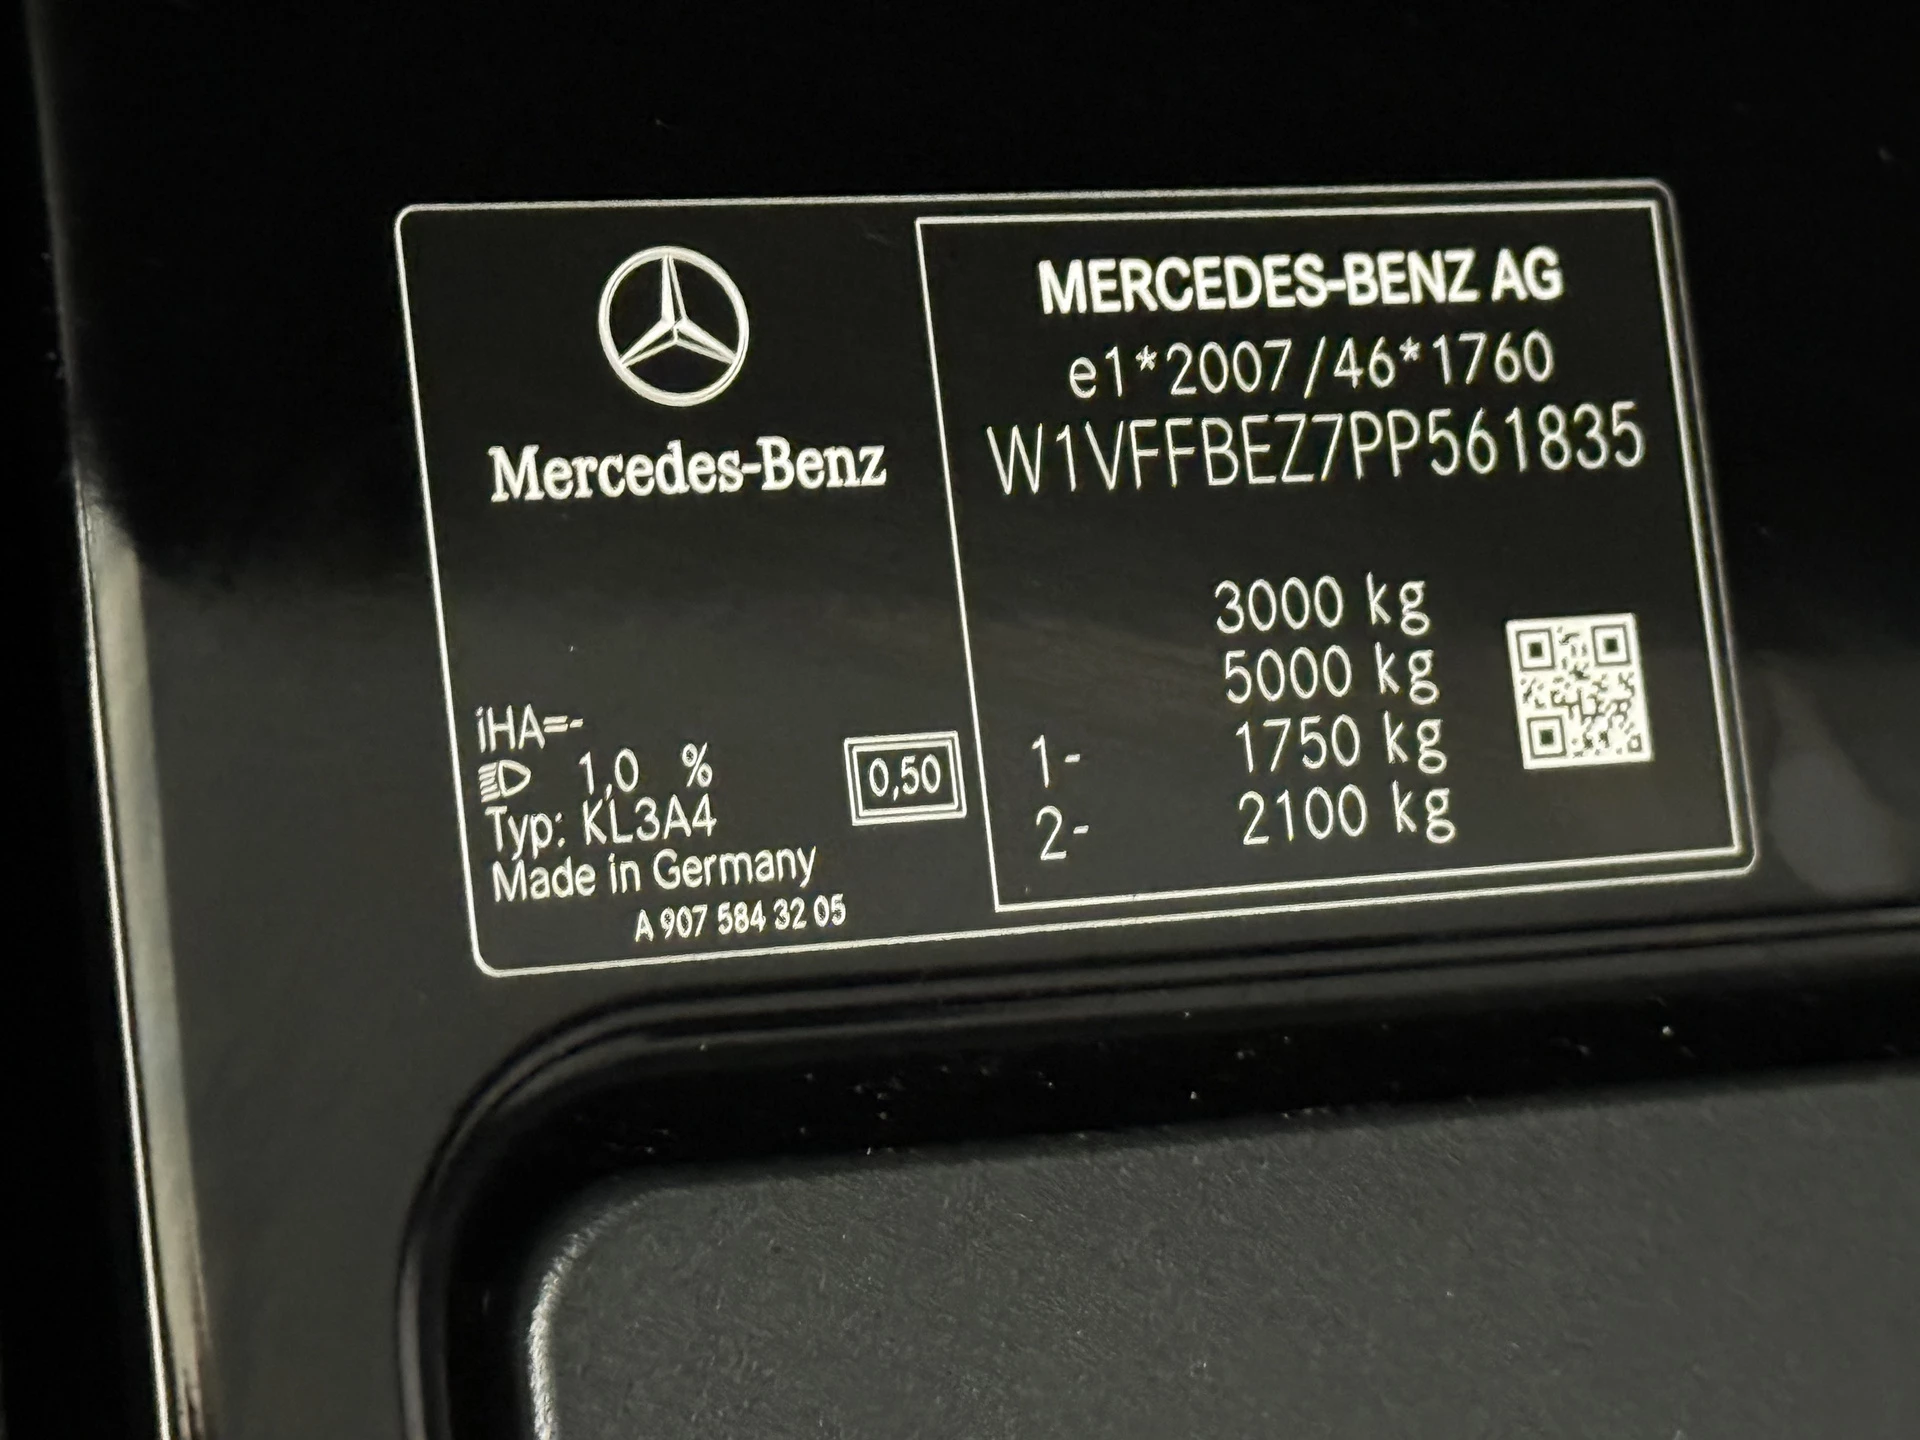 Mercedes-Benz
iHA=-
1,0 %
Typ: KL3A4
Made in Germany
A 907 584 32 05
0,50
MERCEDES-BENZ AG
e1*2007/46*1760
W1VFFBEZ7PP561835
3000 kg
5000 kg
1- 1750 kg
2- 2100 kg